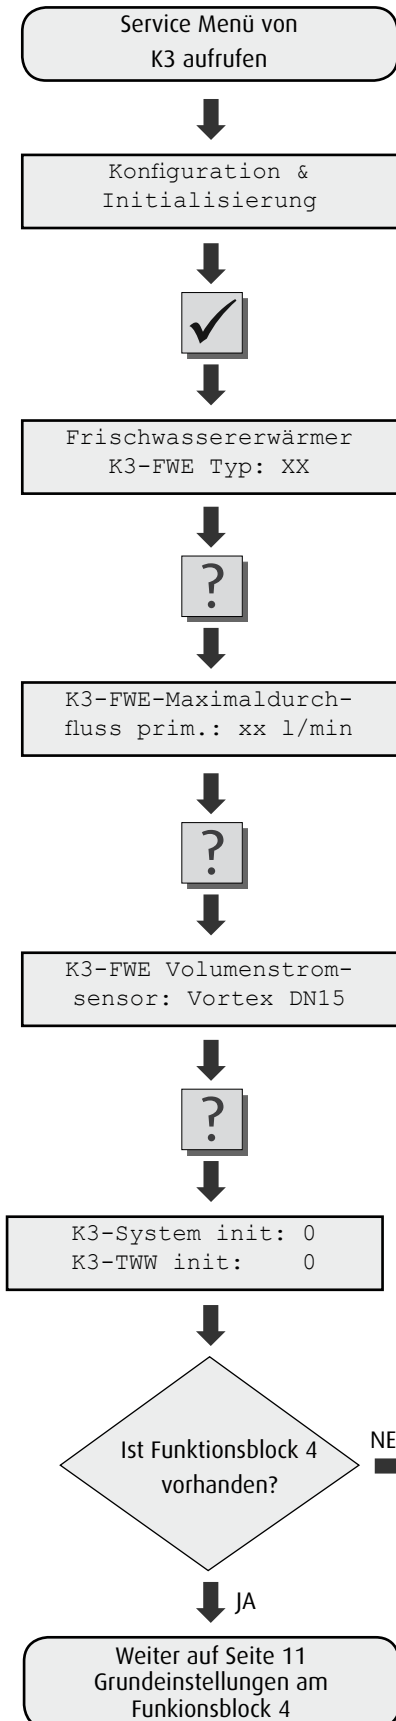 Service Menü von
K3 aufrufen
Konfiguration &
Initialisierung
Frischwassererwärmer
K3-FWE Typ: XX
?
K3-FWE-Maximaldurch-
fluss prim.: xx l/min
?
K3-FWE Volumenstrom-
sensor: Vortex DN15
?
K3-System init: 0
K3-TWW init: 0
Ist Funktionsblock 4
vorhanden?
NE
JA
Weiter auf Seite 11
Grundeinstellungen am
Funkionsblock 4